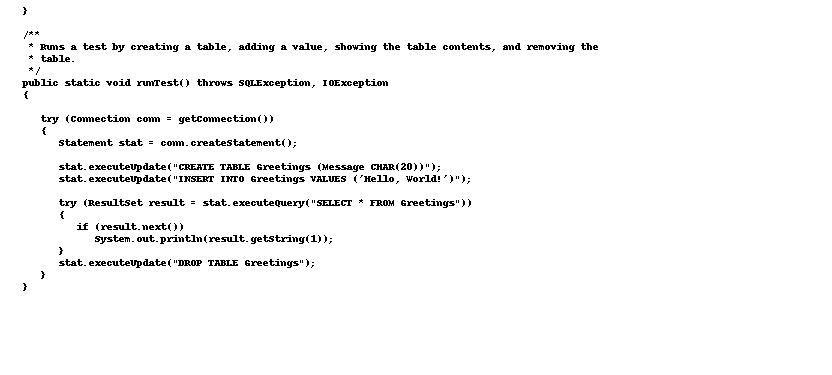 }
/**
* Runs a test by creating a table, adding a value, showing the table contents, and removing the
* table.
*/
public static void runTest() throws SQLException, IOException
{
try (Connection conn = getConnection())
{
Statement stat = conn.createStatement();
stat.executeUpdate("CREATE TABLE Greetings (Message CHAR(20))");
stat.executeUpdate("INSERT INTO Greetings VALUES ('Hello, World!')");
try (ResultSet result = stat.executeQuery("SELECT * FROM Greetings"))
{
if (result.next())
System.out.println(result.getString(1));
}
stat.executeUpdate("DROP TABLE Greetings");
}
}